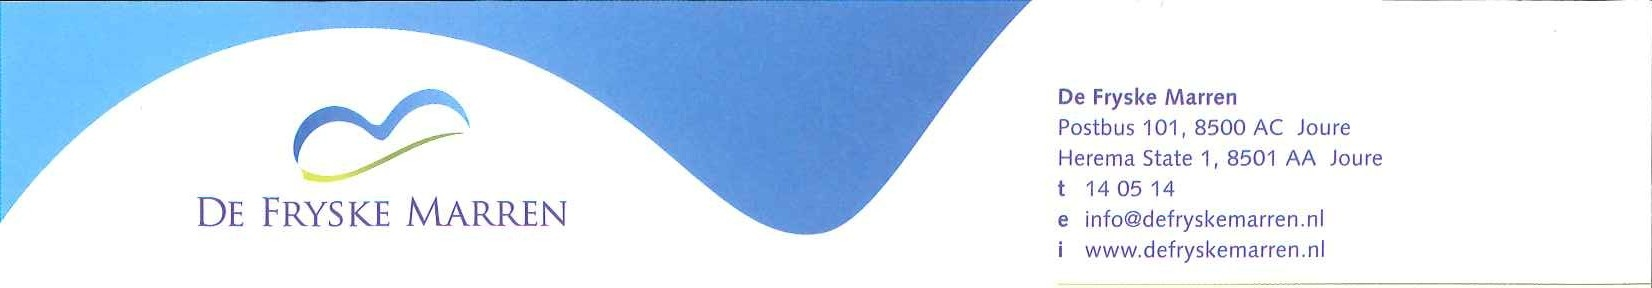 DE FRYSKE MARREN
De Fryske Marren
Postbus 101, 8500 AC Joure
Herema State 1, 8501 AA Joure
t 14 05 14
e info@defryskemarren.nl
i www.defryskemarren.nl